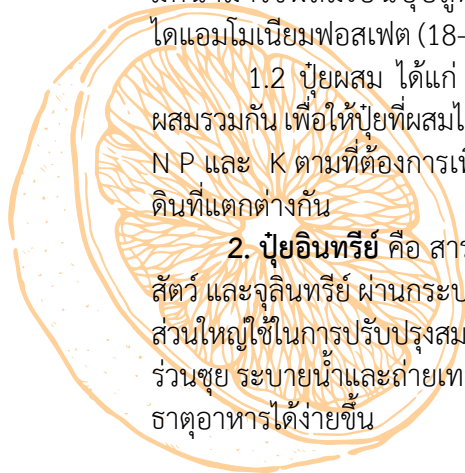 ไดแอมโมเนียมฟอสเฟต (18-
1.2 ปุ๋ยผสม ได้แก่
ผสมรวมกัน เพื่อให้ปุ๋ยที่ผสมได
N P และ K ตามที่ต้องการเพื
ดินที่แตกต่างกัน
2. ปุ๋ยอินทรีย์ คือ สาร
สัตว์ และจุลินทรีย์ ผ่านกระบ
ส่วนใหญ่ใช้ในการปรับปรุงสม
ร่วนซุย ระบายน้ำและถ่ายเท
ธาตุอาหารได้ง่ายขึ้น